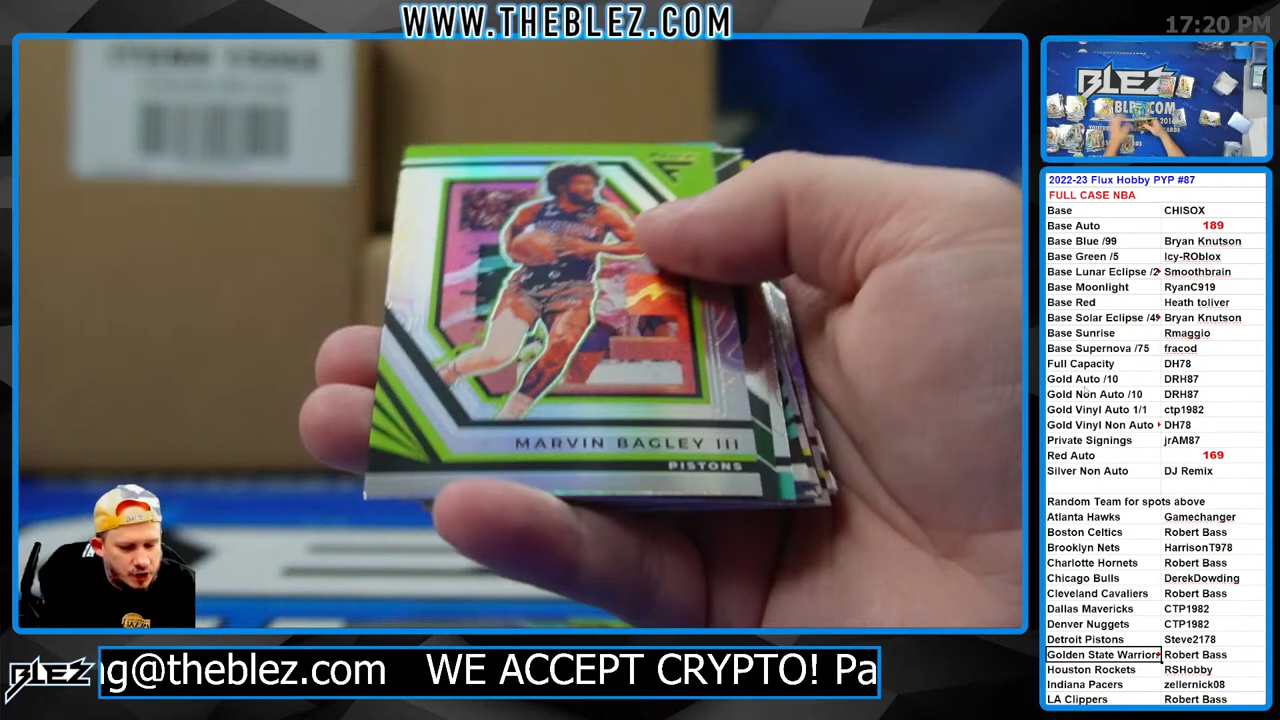 WWW.THEBLEZ.COM
17:20 PM
BLEZ
MARVIN BAGLEY III
PISTONS
2022-23 Flux Hobby PYP #87
FULL CASE NBA
Base CHISOX
Base Auto 189
Base Blue /99 Bryan Knutson
Base Green /5 Icy-ROblox
Base Lunar Eclipse /2 Smoothbrain
Base Moonlight RyanC919
Base Red Heath toliver
Base Solar Eclipse /49 Bryan Knutson
Base Sunrise Rmaggio
Base Supernova /75 fracod
Full Capacity DH78
Gold Auto /10 DRH87
Gold Non Auto /10 DRH87
Gold Vinyl Auto 1/1 ctp1982
Gold Vinyl Non Auto DH78
Private Signings jrAM87
Red Auto 169
Silver Non Auto DJ Remix
Random Team for spots above
Atlanta Hawks Gamechanger
Boston Celtics Robert Bass
Brooklyn Nets HarrisonT978
Charlotte Hornets Robert Bass
Chicago Bulls DerekDowding
Cleveland Cavaliers Robert Bass
Dallas Mavericks CTP1982
Denver Nuggets CTP1982
Detroit Pistons Steve2178
Golden State Warriors Robert Bass
Houston Rockets RSHobby
Indiana Pacers zellernick08
LA Clippers Robert Bass
BLEZ
g@theblez.com WE ACCEPT CRYPTO! Pa